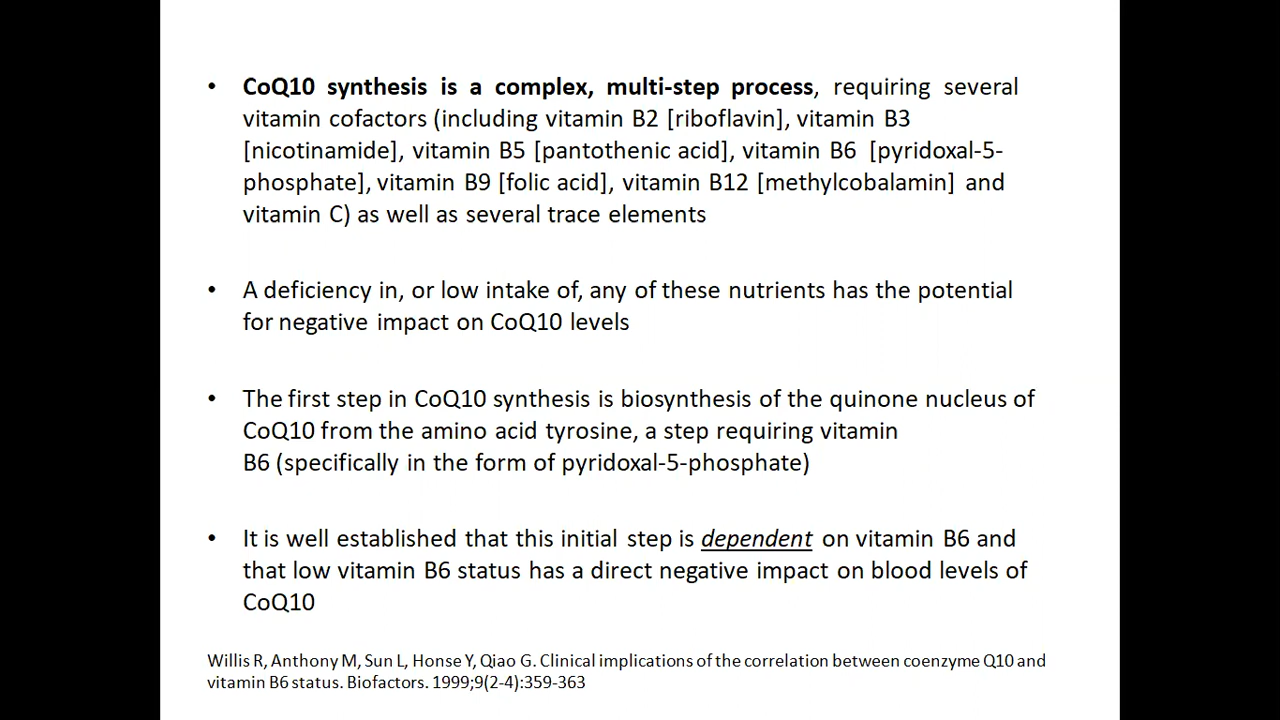 • CoQ10 synthesis is a complex, multi-step process, requiring several
vitamin cofactors (including vitamin B2 [riboflavin], vitamin B3
[nicotinamide], vitamin B5 [pantothenic acid], vitamin B6 [pyridoxal-5-
phosphate], vitamin B9 [folic acid], vitamin B12 [methylcobalamin] and
vitamin C) as well as several trace elements
• A deficiency in, or low intake of, any of these nutrients has the potential
for negative impact on CoQ10 levels
• The first step in CoQ10 synthesis is biosynthesis of the quinone nucleus of
CoQ10 from the amino acid tyrosine, a step requiring vitamin
B6 (specifically in the form of pyridoxal-5-phosphate)
• It is well established that this initial step is dependent on vitamin B6 and
that low vitamin B6 status has a direct negative impact on blood levels of
CoQ10
Willis R, Anthony M, Sun L, Honse Y, Qiao G. Clinical implications of the correlation between coenzyme Q10 and
vitamin B6 status. Biofactors. 1999;9(2-4):359-363